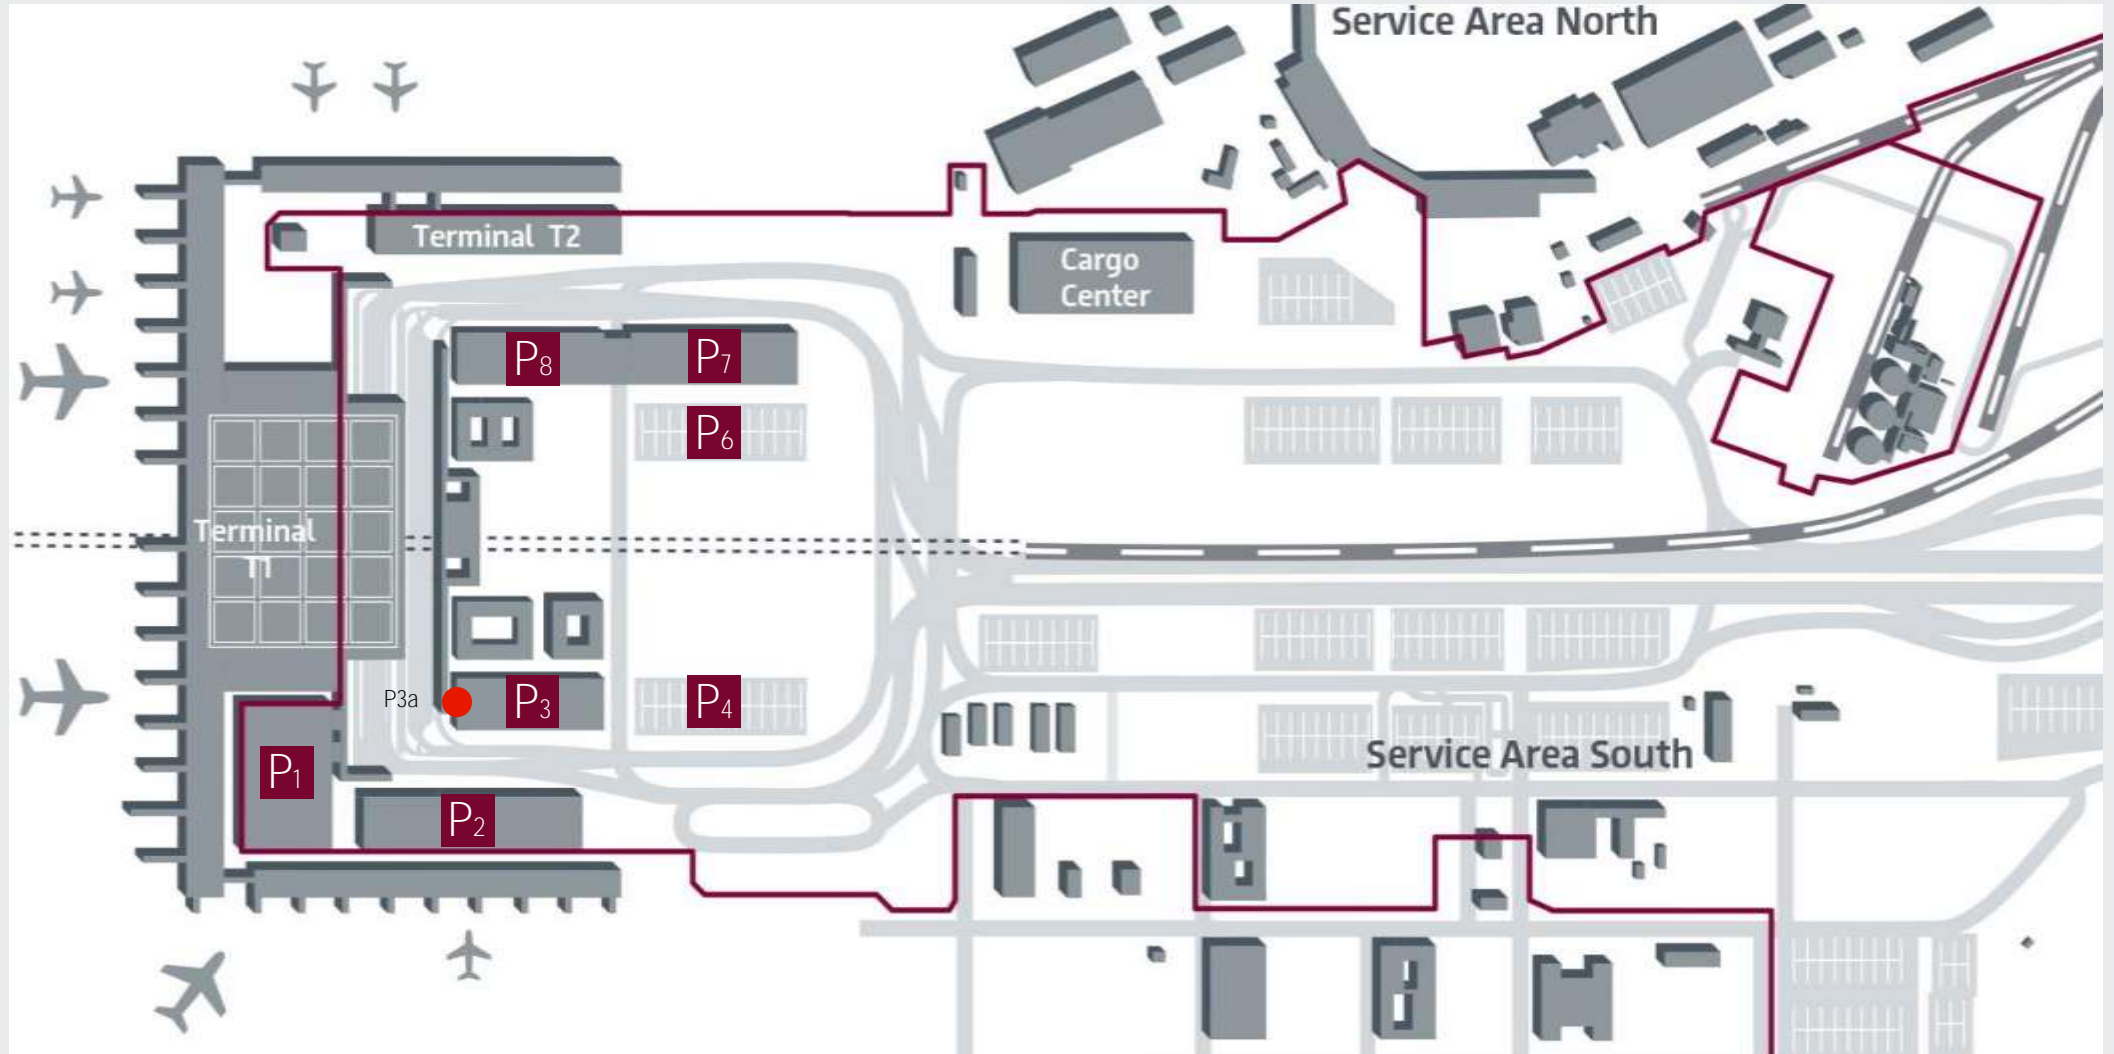 Service Area North
Terminal T2
Cargo
Center
P8
P7
P6
Terminal
P3a
P3
P4
P1
P2
Service Area South